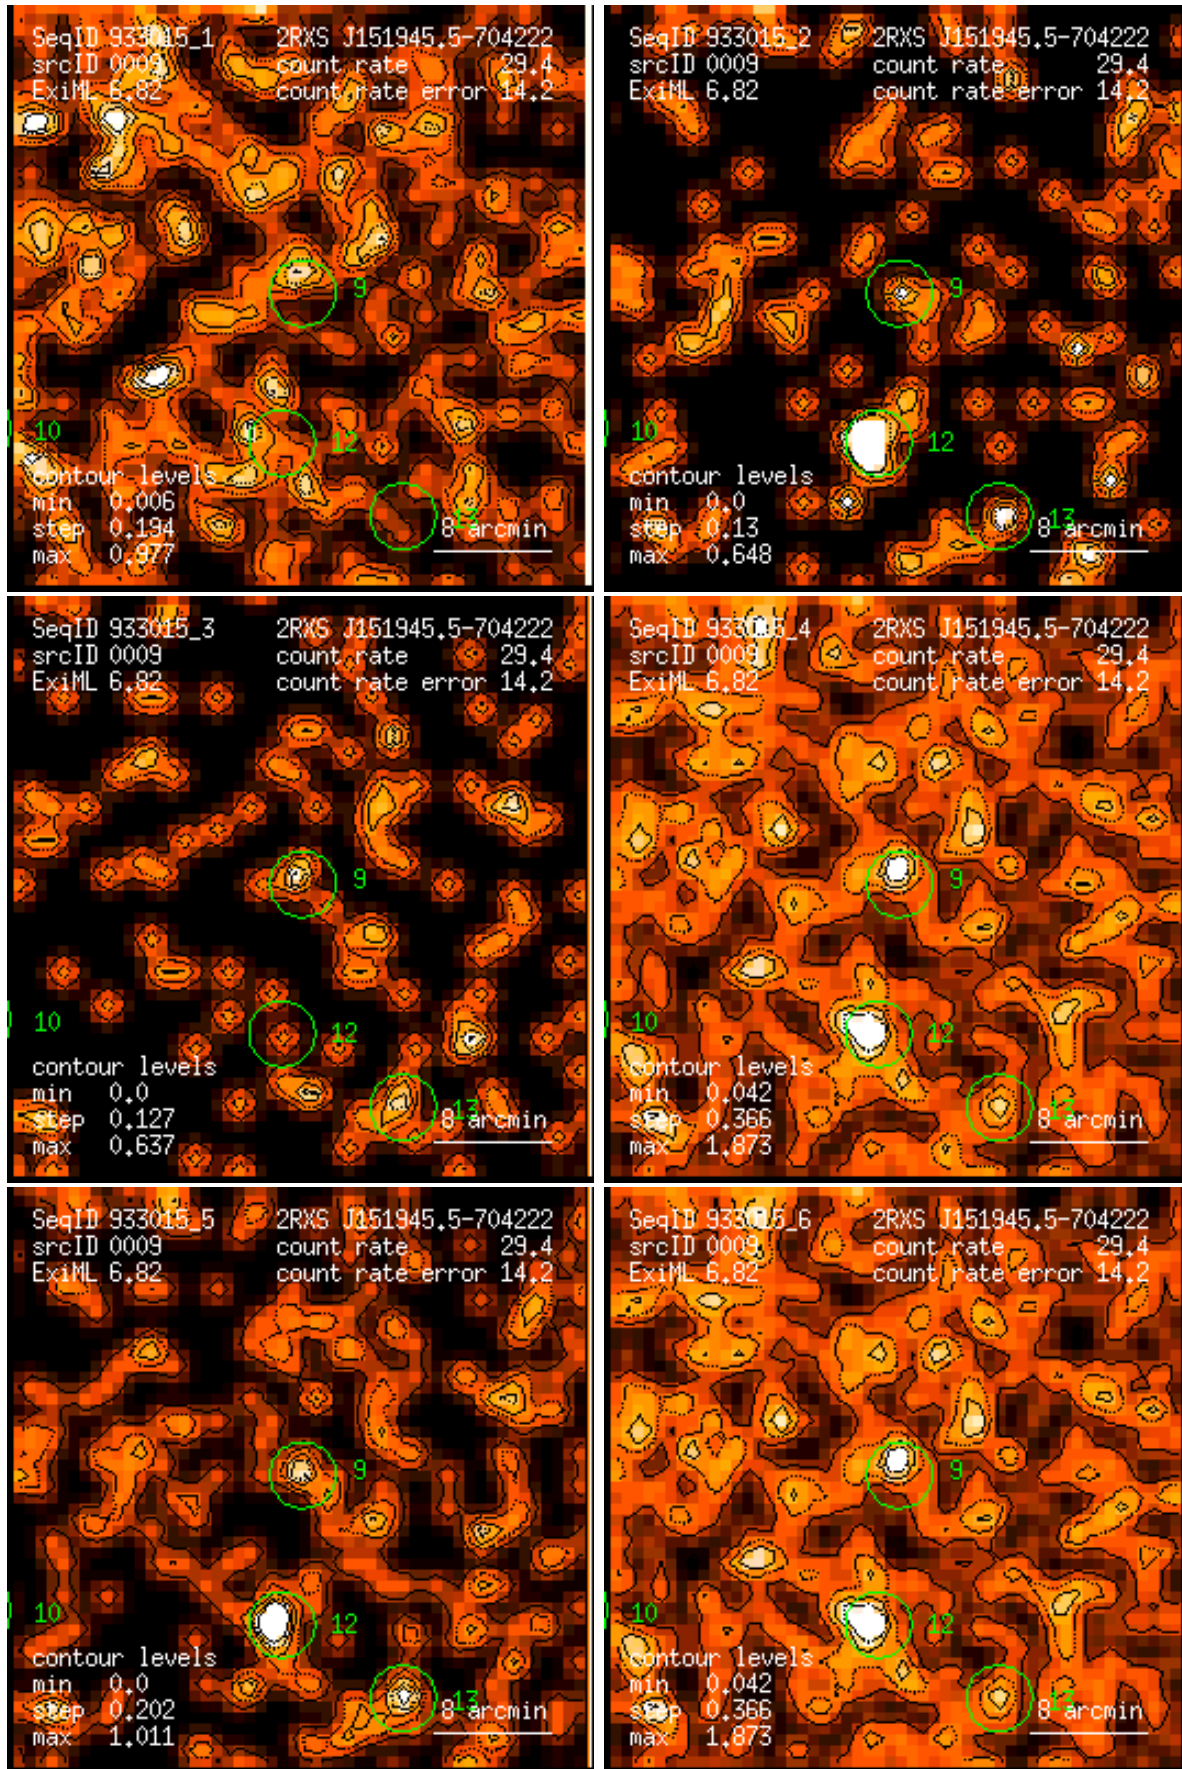 SeqID 933015_1 2RXS J151945.5-704222
srcID 0009 count rate 29.4
ExiML 6.82 count rate error 14.2
9
10 12
contour levels
min 0.006
step 0.194 13 8 arcmin
max 0.977
SeqID 933015_2 2RXS J151945.5-704222
srcID 0009 count rate 29.4
ExiML 6.82 count rate error 14.2
9
10 12
contour levels
min 0.0
step 0.13 13 8 arcmin
max 0.648
SeqID 933015_3 2RXS J151945.5-704222
srcID 0009 count rate 29.4
ExiML 6.82 count rate error 14.2
9
10 12
contour levels
min 0.0
step 0.127 13 8 arcmin
max 0.637
SeqID 933015_4 2RXS J151945.5-704222
srcID 0009 count rate 29.4
ExiML 6.82 count rate error 14.2
9
10 12
contour levels
min 0.042
step 0.366 13 8 arcmin
max 1.873
SeqID 933015_5 2RXS J151945.5-704222
srcID 0009 count rate 29.4
ExiML 6.82 count rate error 14.2
9
10 12
contour levels
min 0.0
step 0.202 13 8 arcmin
max 1.011
SeqID 933015_6 2RXS J151945.5-704222
srcID 0009 count rate 29.4
ExiML 6.82 count rate error 14.2
9
10 12
contour levels
min 0.042
step 0.366 13 8 arcmin
max 1.873